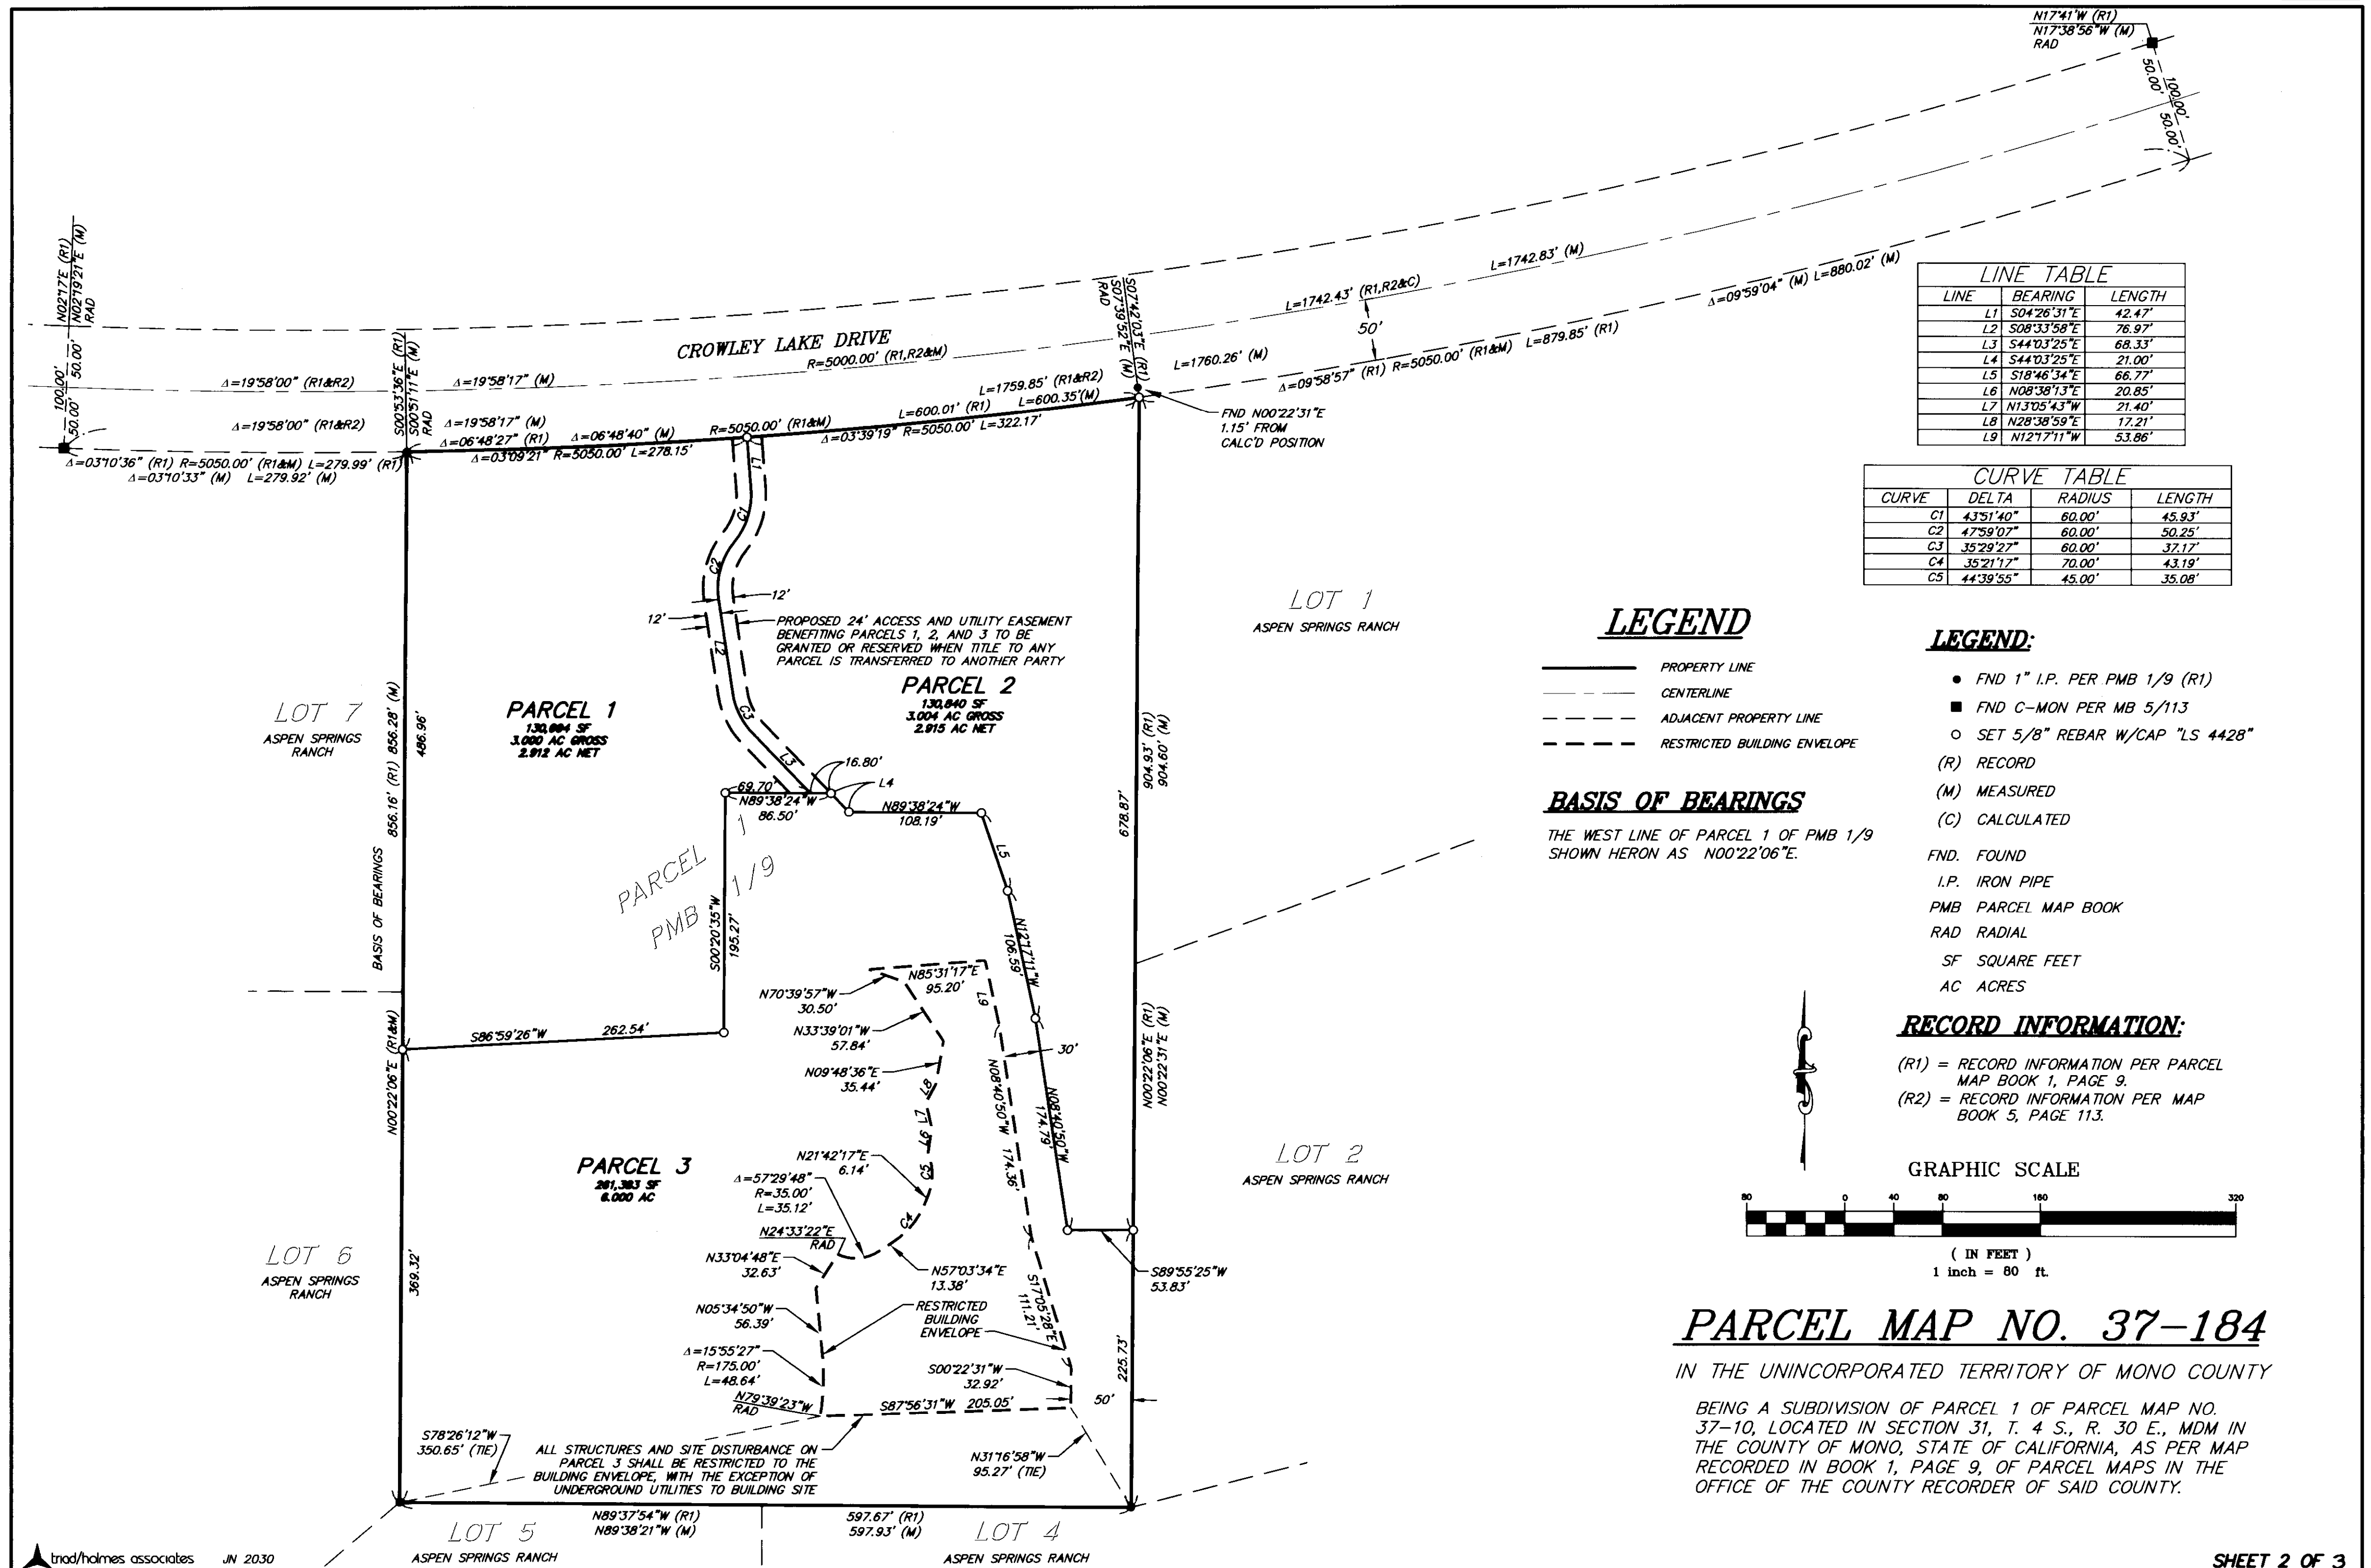 N17°41'W (R1)
N17°38'56"W (M)
RAD
50.00'
100.00'
50.00'
N02°17'E (R1)
N02°19'21"E (M)
RAD
100.00'
50.00'
50.00'
S00°53'36"E (R1)
S00°51'11"E (M)
RAD
S07°42'03"E (R1)
S07°39'52"E (M)
RAD
CROWLEY LAKE DRIVE
R=5000.00' (R1,R2&M)
L=1742.43' (R1,R2&C)
L=1742.83' (M)
50'
Δ=19°58'00" (R1&R2)
Δ=19°58'17" (M)
Δ=19°58'00" (R1&R2)
Δ=19°58'17" (M)
L=1759.85' (R1&R2)
L=1760.26' (M)
Δ=09°58'57" (R1) R=5050.00' (R1&M) L=879.85' (R1)
Δ=09°59'04" (M) L=880.02' (M)
Δ=06°48'27" (R1) Δ=06°48'40" (M) R=5050.00' (R1&M) L=600.01' (R1) L=600.35'(M)
Δ=03°09'21" R=5050.00' L=278.15'
Δ=03°39'19" R=5050.00' L=322.17'
Δ=03°10'36" (R1) R=5050.00' (R1&M) L=279.99' (R1)
Δ=03°10'33" (M) L=279.92' (M)
FND N00°22'31"E
1.15' FROM
CALC'D POSITION
LINE TABLE
LINE BEARING LENGTH
L1 S04°26'31"E 42.47'
L2 S08°33'58"E 76.97'
L3 S44°03'25"E 68.33'
L4 S44°03'25"E 21.00'
L5 S18°46'34"E 66.77'
L6 N08°38'13"E 20.85'
L7 N13°05'43"W 21.40'
L8 N28°38'59"E 17.21'
L9 N12°17'11"W 53.86'
CURVE TABLE
CURVE DELTA RADIUS LENGTH
C1 43°51'40" 60.00' 45.93'
C2 47°59'07" 60.00' 50.25'
C3 35°29'27" 60.00' 37.17'
C4 35°21'17" 70.00' 43.19'
C5 44°39'55" 45.00' 35.08'
L1
C1
C2
12'
12'
L2
C3
L3
PROPOSED 24' ACCESS AND UTILITY EASEMENT
BENEFITING PARCELS 1, 2, AND 3 TO BE
GRANTED OR RESERVED WHEN TITLE TO ANY
PARCEL IS TRANSFERRED TO ANOTHER PARTY
LOT 1
ASPEN SPRINGS RANCH
LOT 7
ASPEN SPRINGS
RANCH
PARCEL 1
130,694 SF
3.000 AC GROSS
2.912 AC NET
PARCEL 2
130,840 SF
3.004 AC GROSS
2.915 AC NET
BASIS OF BEARINGS
856.16' (R1) 856.28' (M)
486.96'
N00°22'06"E (R1&M)
369.32'
904.93' (R1)
904.60' (M)
678.87'
N00°22'06"E (R1)
N00°22'31"E (M)
16.80'
L4
69.70'
N89°38'24"W
86.50'
N89°38'24"W
108.19'
L5
N12°17'11"W
106.59'
PARCEL 1
PMB 1/9
S00°20'35"W
195.27'
S86°59'26"W 262.54'
N85°31'17"E
95.20'
N70°39'57"W
30.50'
L9
N33°39'01"W
57.84'
30'
N09°48'36"E
35.44'
L8
L7
L6
C5
C4
N08°40'50"W 174.36'
N08°40'50"W
174.79'
N21°42'17"E
6.14'
Δ=57°29'48"
R=35.00'
L=35.12'
N24°33'22"E
RAD
PARCEL 3
261,363 SF
6.000 AC
LOT 6
ASPEN SPRINGS
RANCH
LOT 2
ASPEN SPRINGS RANCH
N33°04'48"E
32.63'
N57°03'34"E
13.38'
S89°55'25"W
53.83'
N05°34'50"W
56.39'
RESTRICTED
BUILDING
ENVELOPE
S17°05'28"E
111.21'
Δ=15°55'27"
R=175.00'
L=48.64'
S00°22'31"W
32.92'
225.73'
50'
N79°39'23"W
RAD
S87°56'31"W 205.05'
S78°26'12"W
350.65' (TIE)
ALL STRUCTURES AND SITE DISTURBANCE ON
PARCEL 3 SHALL BE RESTRICTED TO THE
BUILDING ENVELOPE, WITH THE EXCEPTION OF
UNDERGROUND UTILITIES TO BUILDING SITE
N31°16'58"W
95.27' (TIE)
N89°37'54"W (R1)
N89°38'21"W (M)
597.67' (R1)
597.93' (M)
LOT 5
ASPEN SPRINGS RANCH
LOT 4
ASPEN SPRINGS RANCH
LEGEND
PROPERTY LINE
CENTERLINE
ADJACENT PROPERTY LINE
RESTRICTED BUILDING ENVELOPE
BASIS OF BEARINGS
THE WEST LINE OF PARCEL 1 OF PMB 1/9
SHOWN HERON AS N00°22'06"E.
LEGEND:
FND 1" I.P. PER PMB 1/9 (R1)
FND C-MON PER MB 5/113
SET 5/8" REBAR W/CAP "LS 4428"
(R) RECORD
(M) MEASURED
(C) CALCULATED
FND. FOUND
I.P. IRON PIPE
PMB PARCEL MAP BOOK
RAD RADIAL
SF SQUARE FEET
AC ACRES
RECORD INFORMATION:
(R1) = RECORD INFORMATION PER PARCEL
MAP BOOK 1, PAGE 9.
(R2) = RECORD INFORMATION PER MAP
BOOK 5, PAGE 113.
GRAPHIC SCALE
80 0 40 80 160 320
( IN FEET )
1 inch = 80 ft.
PARCEL MAP NO. 37-184
IN THE UNINCORPORATED TERRITORY OF MONO COUNTY
BEING A SUBDIVISION OF PARCEL 1 OF PARCEL MAP NO.
37-10, LOCATED IN SECTION 31, T. 4 S., R. 30 E., MDM IN
THE COUNTY OF MONO, STATE OF CALIFORNIA, AS PER MAP
RECORDED IN BOOK 1, PAGE 9, OF PARCEL MAPS IN THE
OFFICE OF THE COUNTY RECORDER OF SAID COUNTY.
triad/holmes associates JN 2030
SHEET 2 OF 3